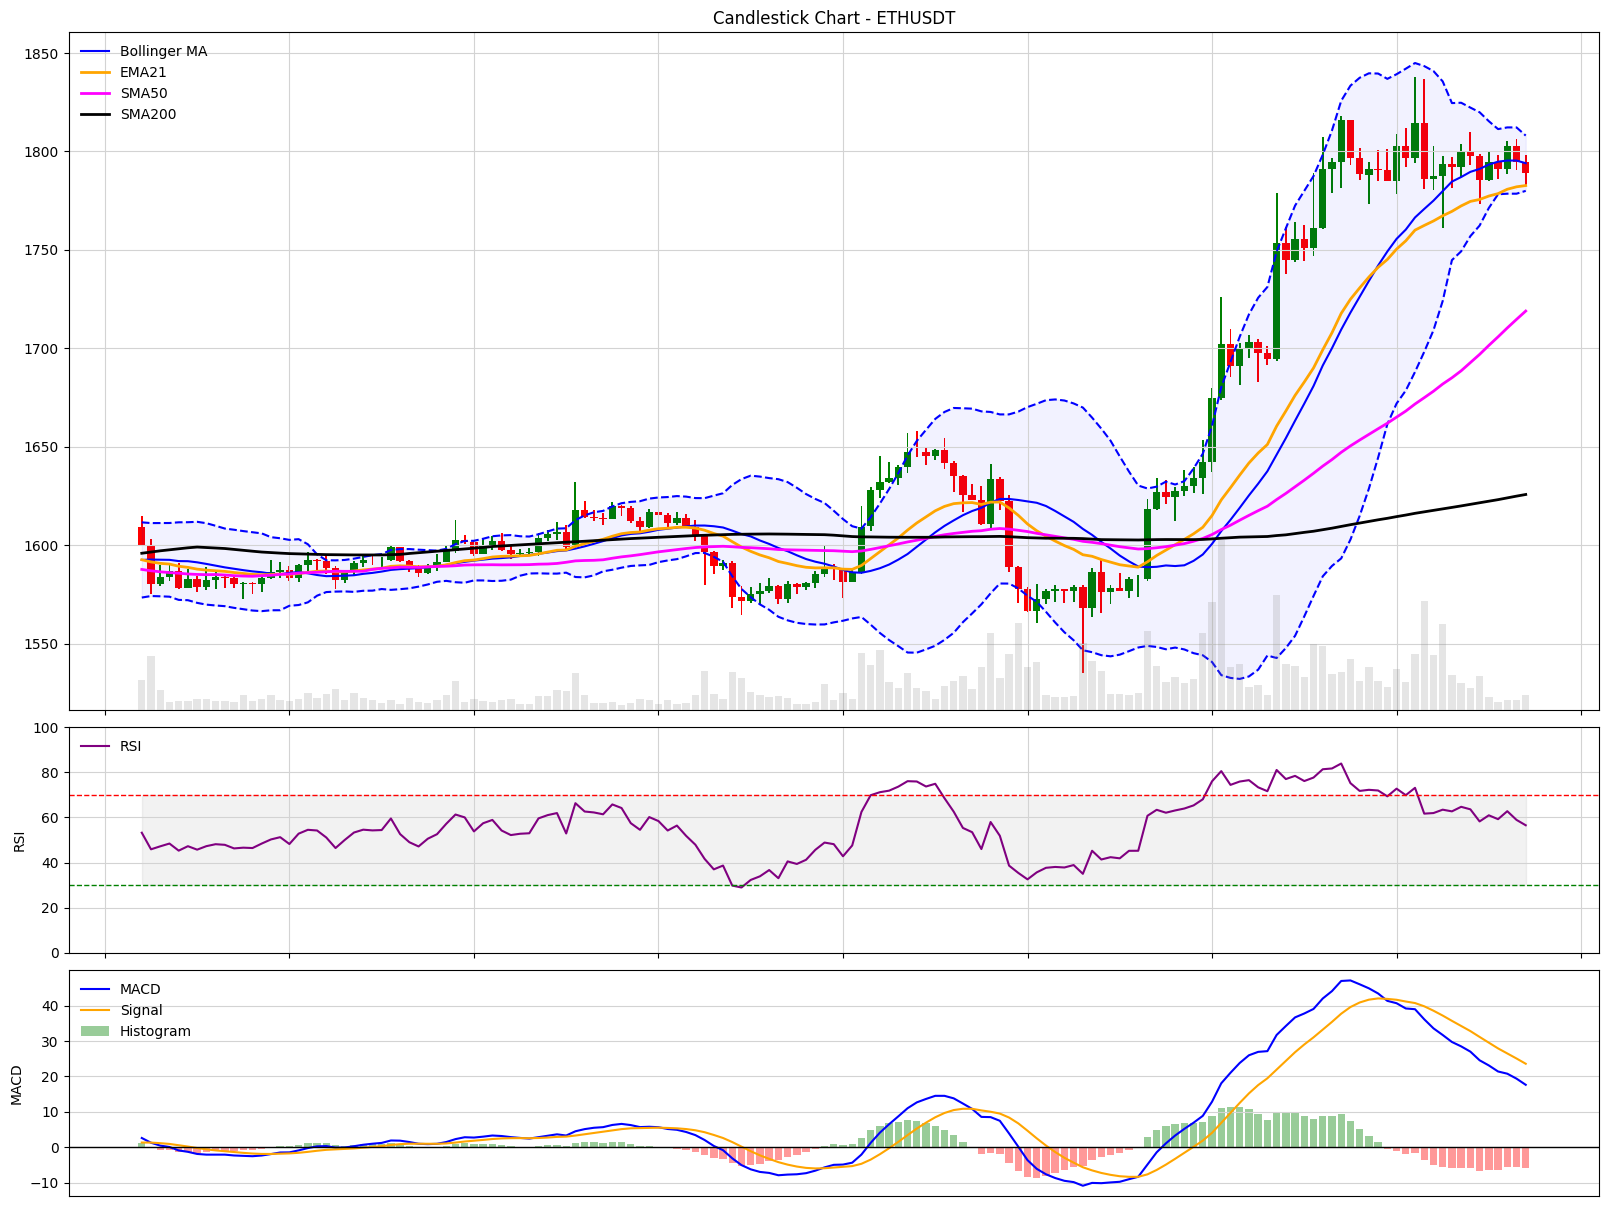 Candlestick Chart - ETHUSDT
Bollinger MA
EMA21
SMA50
SMA200
1850
1800
1750
1700
1650
1600
1550
RSI
100
80
60
40
20
0
RSI
MACD
Signal
Histogram
40
30
20
10
0
−10
MACD